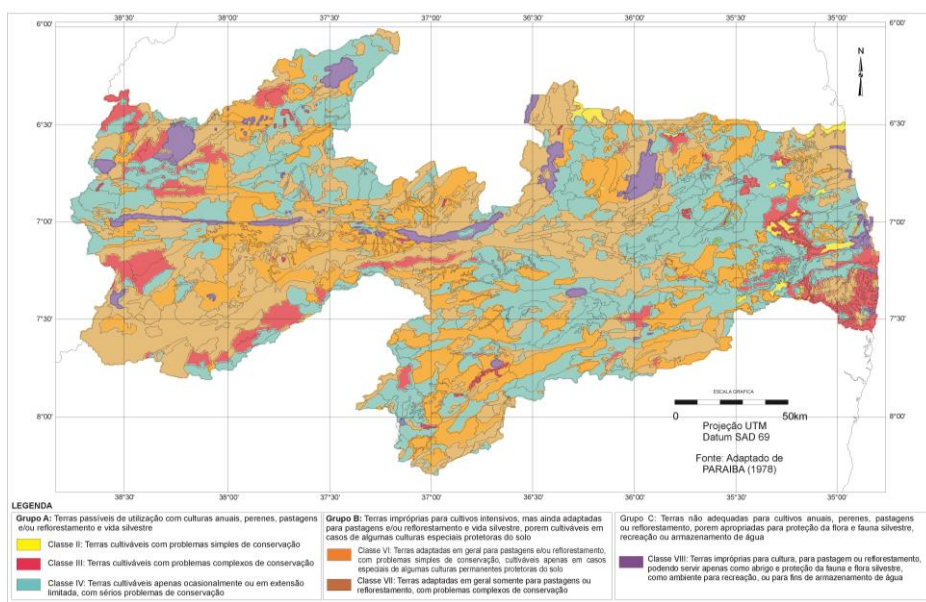 38°30' 38°00' 37°30' 37°00' 36°30' 36°00' 35°30' 35°00'
6°00' 6°00'
N
6°30' 6°30'
7°00' 7°00'
7°30' 7°30'
8°00' 8°00'
ESCALA GRAFICA
0 50km
Projeção UTM
Datum SAD 69
Fonte: Adaptado de
PARAIBA (1978)
38°30' 38°00' 37°30' 37°00' 36°30' 36°00' 35°30' 35°00'
LEGENDA
Grupo A: Terras passíveis de utilização com culturas anuais, perenes, pastagens
e/ou reflorestamento e vida silvestre
Classe II: Terras cultiváveis com problemas simples de conservação
Classe III: Terras cultiváveis com problemas complexos de conservação
Classe IV: Terras cultiváveis apenas ocasionalmente ou em extensão
limitada, com sérios problemas de conservação
Grupo B: Terras impróprias para cultivos intensivos, mas ainda adaptadas
para pastagens e/ou reflorestamento e vida silvestre, porem cultiváveis em
casos de algumas culturas especiais protetoras do solo
Classe VI: Terras adaptadas em geral para pastagens e/ou reflorestamento,
com problemas simples de conservação, cultiváveis apenas em casos
especiais de algumas culturas permanentes protetoras do solo
Classe VII: Terras adaptadas em geral somente para pastagens ou
reflorestamento, com problemas complexos de conservação
Grupo C: Terras não adequadas para cultivos anuais, perenes, pastagens
ou reflorestamento, porem apropriadas para proteção da flora e fauna silvestre,
recreação ou armazenamento de água
Classe VIII: Terras impróprias para cultura, para pastagem ou reflorestamento,
podendo servir apenas como abrigo e proteção da fauna e flora silvestre,
como ambiente para recreação, ou para fins de armazenamento de água